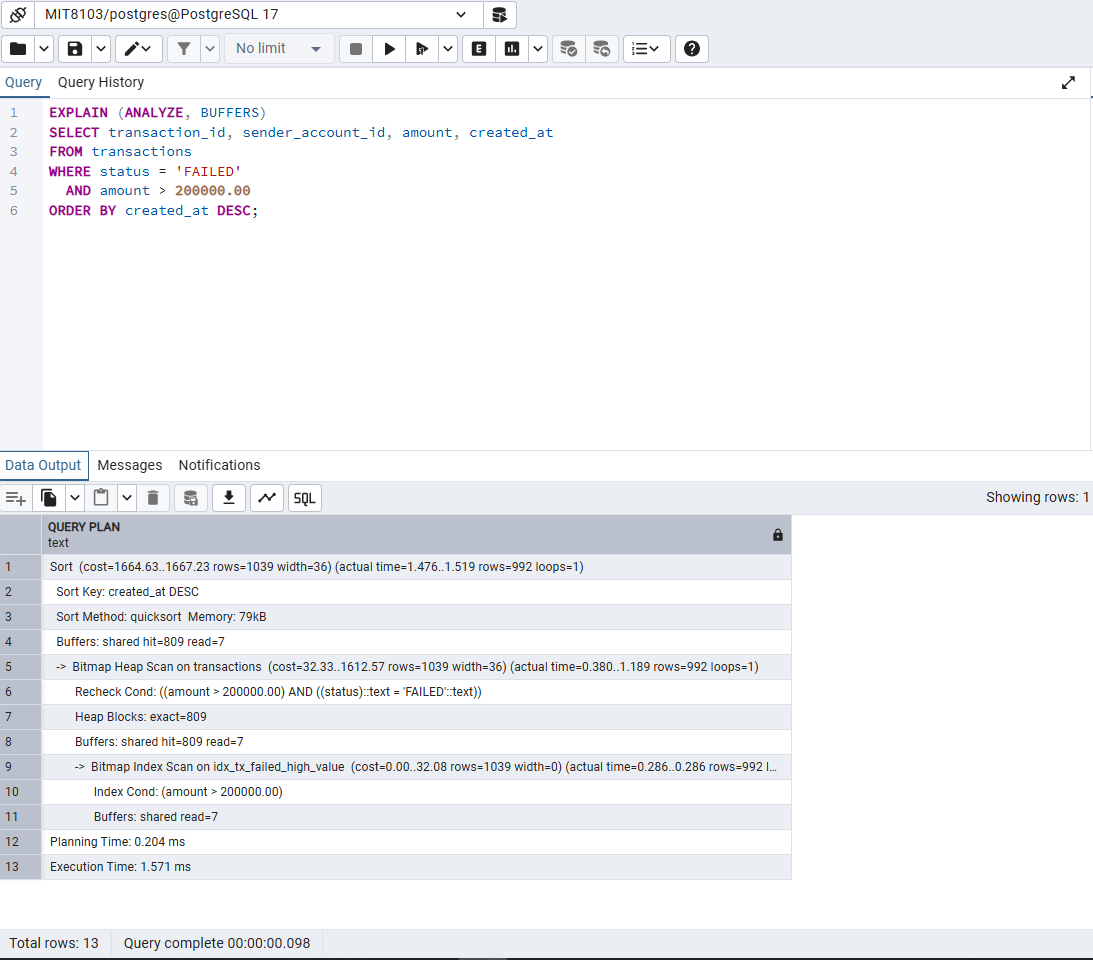 MIT8103/postgres@PostgreSQL 17
No limit
E
Query Query History
1 EXPLAIN (ANALYZE, BUFFERS)
2 SELECT transaction_id, sender_account_id, amount, created_at
3 FROM transactions
4 WHERE status = 'FAILED'
5 AND amount > 200000.00
6 ORDER BY created_at DESC;
Data Output Messages Notifications
SQL Showing rows: 1
QUERY PLAN
text
1 Sort (cost=1664.63..1667.23 rows=1039 width=36) (actual time=1.476..1.519 rows=992 loops=1)
2 Sort Key: created_at DESC
3 Sort Method: quicksort Memory: 79kB
4 Buffers: shared hit=809 read=7
5 -> Bitmap Heap Scan on transactions (cost=32.33..1612.57 rows=1039 width=36) (actual time=0.380..1.189 rows=992 loops=1)
6 Recheck Cond: ((amount > 200000.00) AND ((status)::text = 'FAILED'::text))
7 Heap Blocks: exact=809
8 Buffers: shared hit=809 read=7
9 -> Bitmap Index Scan on idx_tx_failed_high_value (cost=0.00..32.08 rows=1039 width=0) (actual time=0.286..0.286 rows=992 l...
10 Index Cond: (amount > 200000.00)
11 Buffers: shared read=7
12 Planning Time: 0.204 ms
13 Execution Time: 1.571 ms
Total rows: 13 Query complete 00:00:00.098